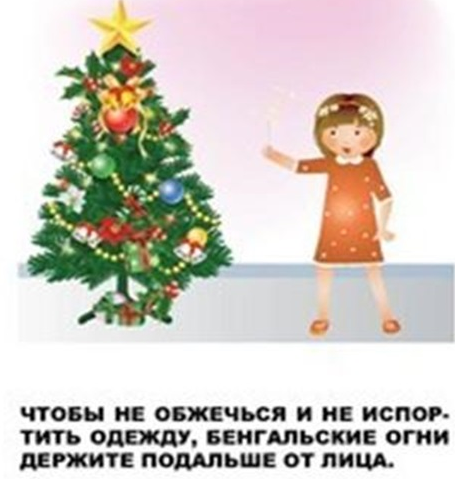 ЧТОБЫ НЕ ОБЖЕЧЬСЯ И НЕ ИСПОР-
ТИТЬ ОДЕЖДУ, БЕНГАЛЬСКИЕ ОГНИ
ДЕРЖИТЕ ПОДАЛЬШЕ ОТ ЛИЦА.